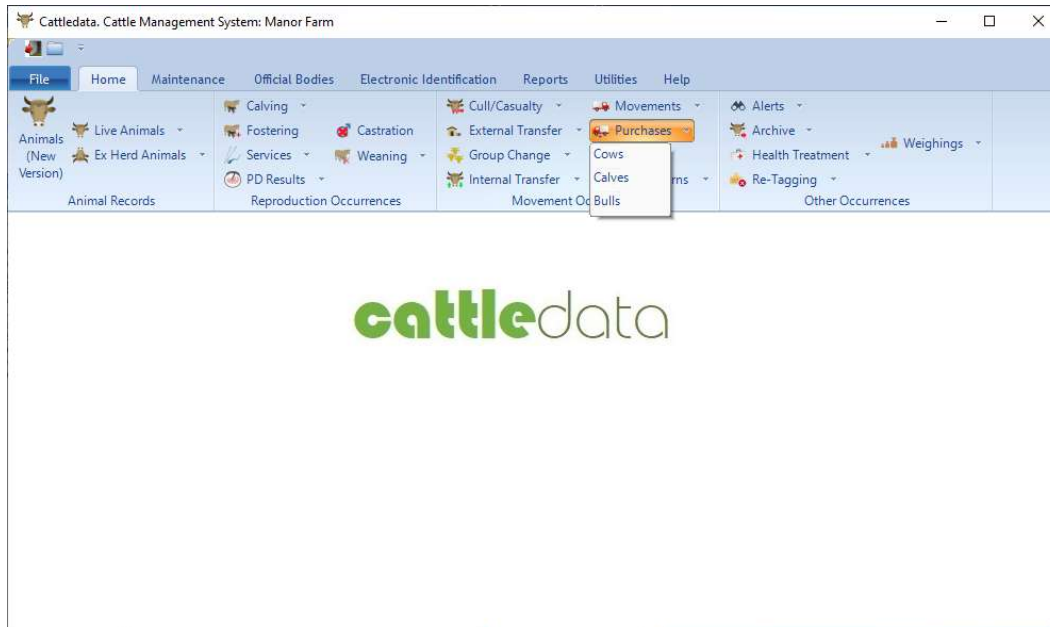 Cattledata. Cattle Management System: Manor Farm
File Home Maintenance Official Bodies Electronic Identification Reports Utilities Help
Animals
(New
Version)
Live Animals
Ex Herd Animals
Animal Records
Calving
Fostering
Services
PD Results
Castration
Weaning
Reproduction Occurrences
Cull/Casualty
External Transfer
Group Change
Internal Transfer
Movements
Purchases
Cows
Calves
Bulls
rns
Movement Oc
Alerts
Archive
Health Treatment
Re-Tagging
Weighings
Other Occurrences
cattledata